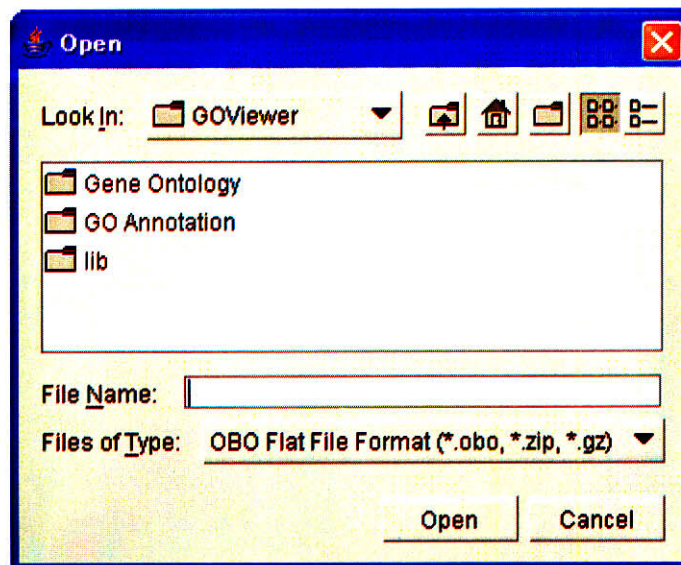 Open
Look In: GOViewer
Gene Ontology
GO Annotation
lib
File Name:
Files of Type: OBO Flat File Format (*.obo, *.zip, *.gz)
Open Cancel